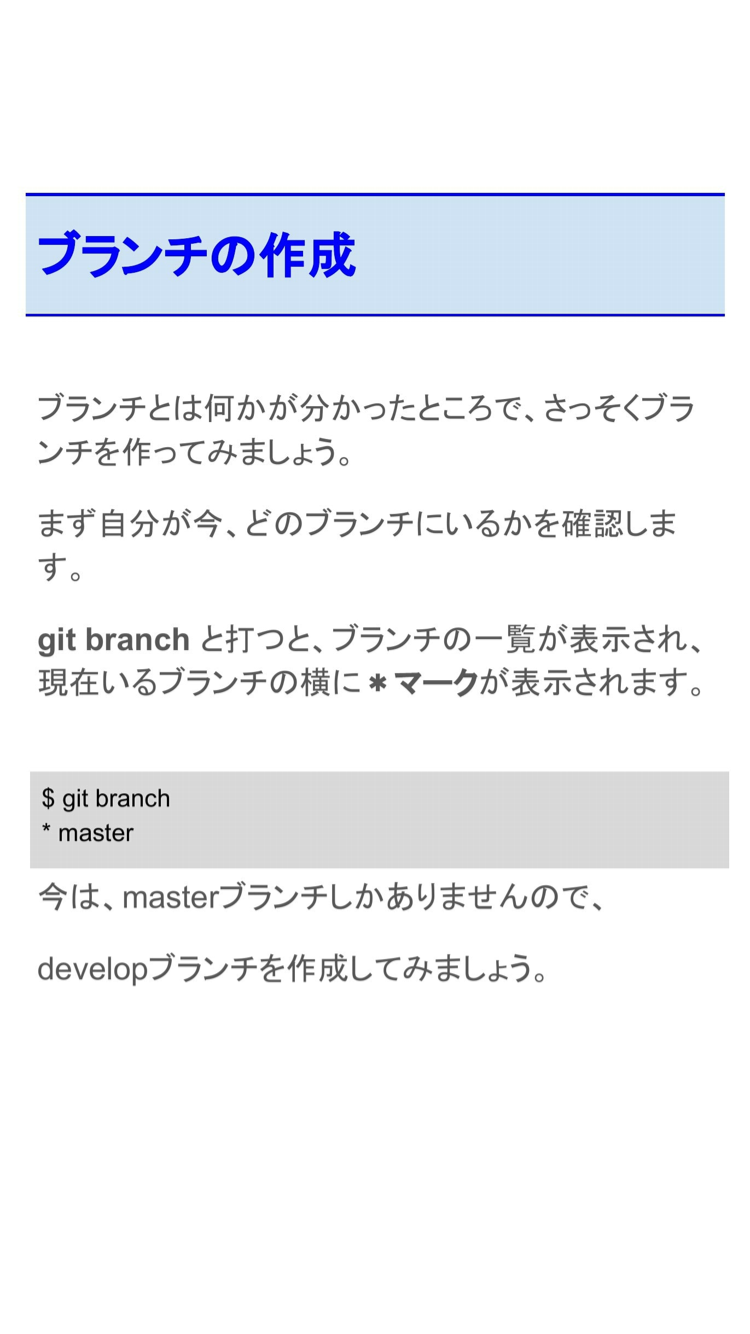 ブランチの作成
ブランチとは何かが分かったところで、さっそくブラ
ンチを作ってみましょう。
まず自分が今、どのブランチにいるかを確認しま
す。
git branch と打つと、ブランチの一覧が表示され、
現在いるブランチの横に＊マークが表示されます。
$ git branch
* master
今は、masterブランチしかありませんので、
developブランチを作成してみましょう。